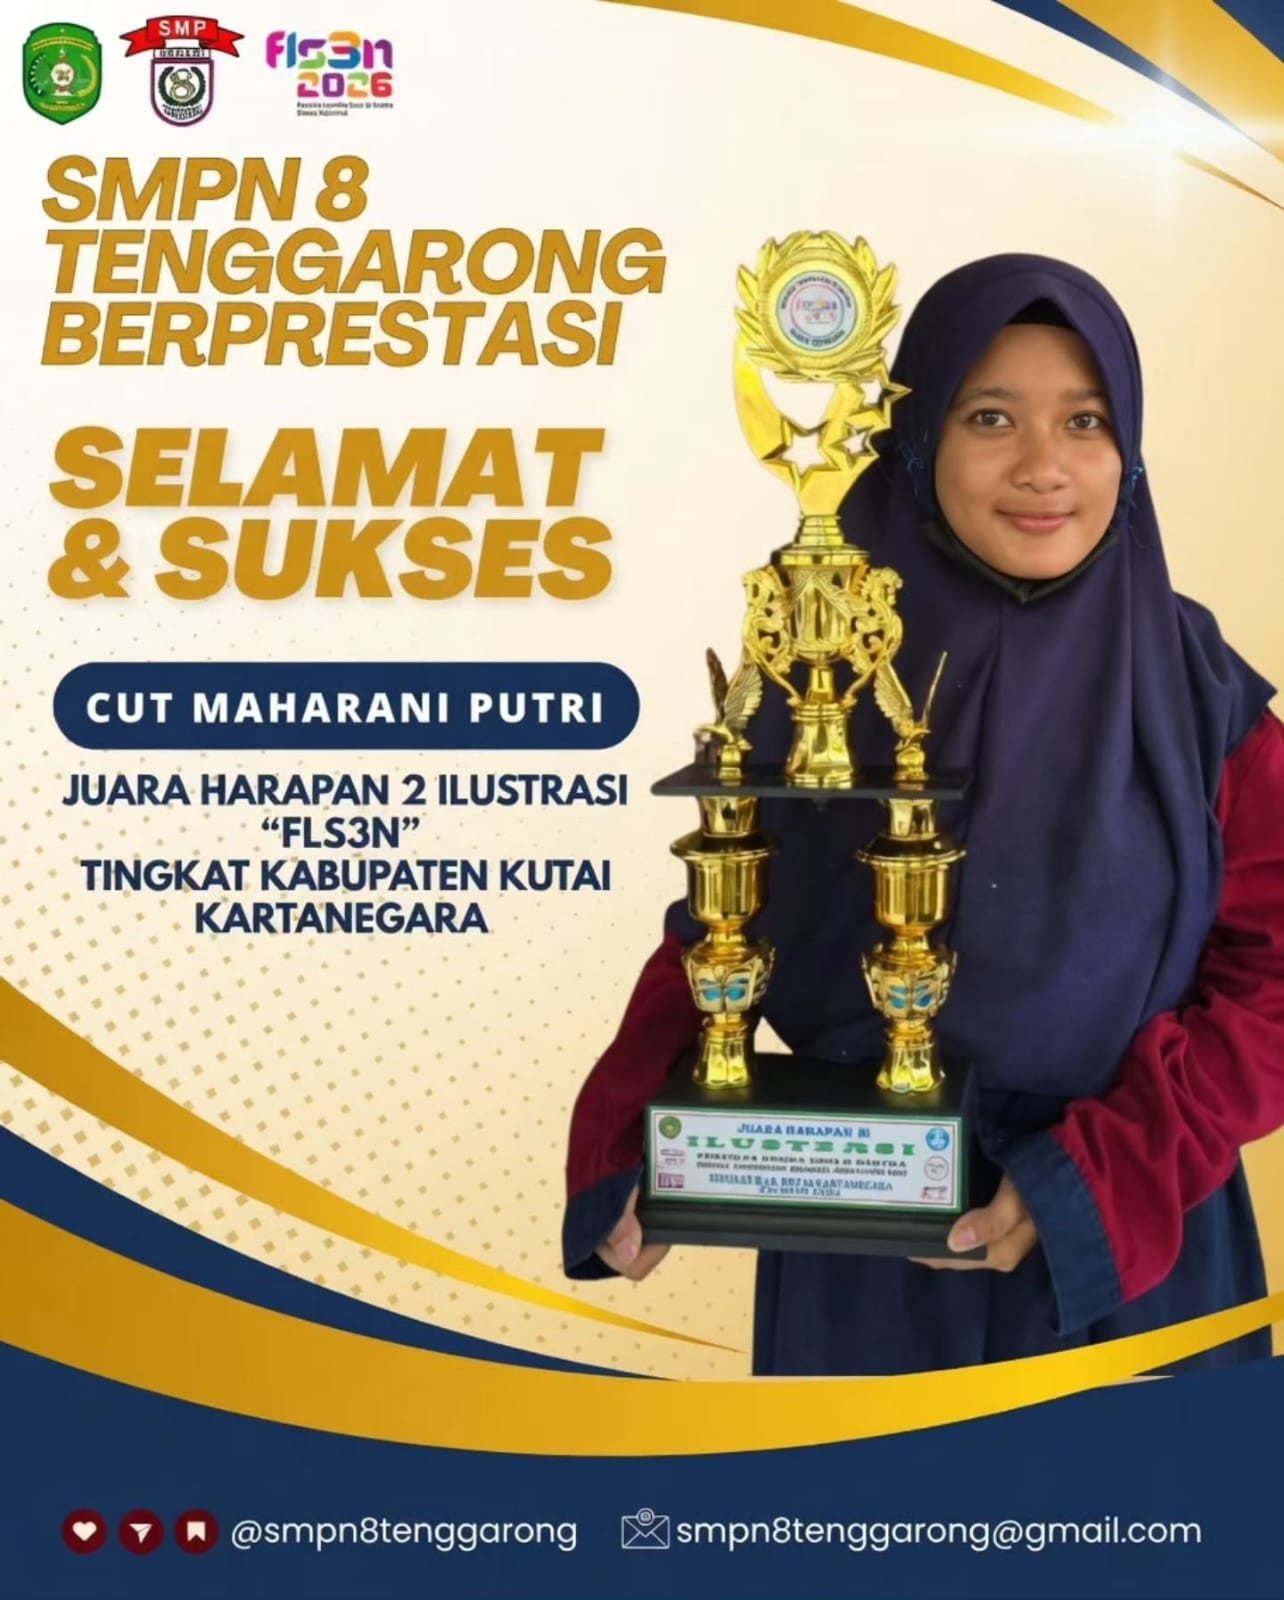 SMP
8
fls3n
2026
SMPN 8
TENGGARONG
BERPRESTASI
SELAMAT
& SUKSES
CUT MAHARANI PUTRI
JUARA HARAPAN 2 ILUSTRASI
“FLS3N”
TINGKAT KABUPATEN KUTAI
KARTANEGARA
JUARA HARAPAN
@smpn8tenggarong
smpn8tenggarong@gmail.com